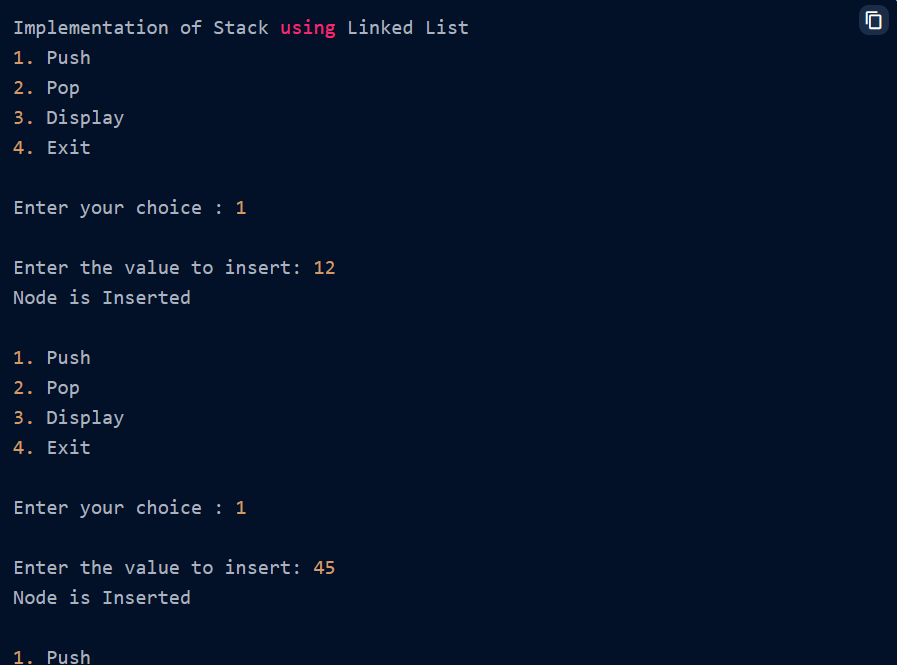 Implementation of Stack using Linked List
1. Push
2. Pop
3. Display
4. Exit
Enter your choice : 1
Enter the value to insert: 12
Node is Inserted
1. Push
2. Pop
3. Display
4. Exit
Enter your choice : 1
Enter the value to insert: 45
Node is Inserted
1. Push